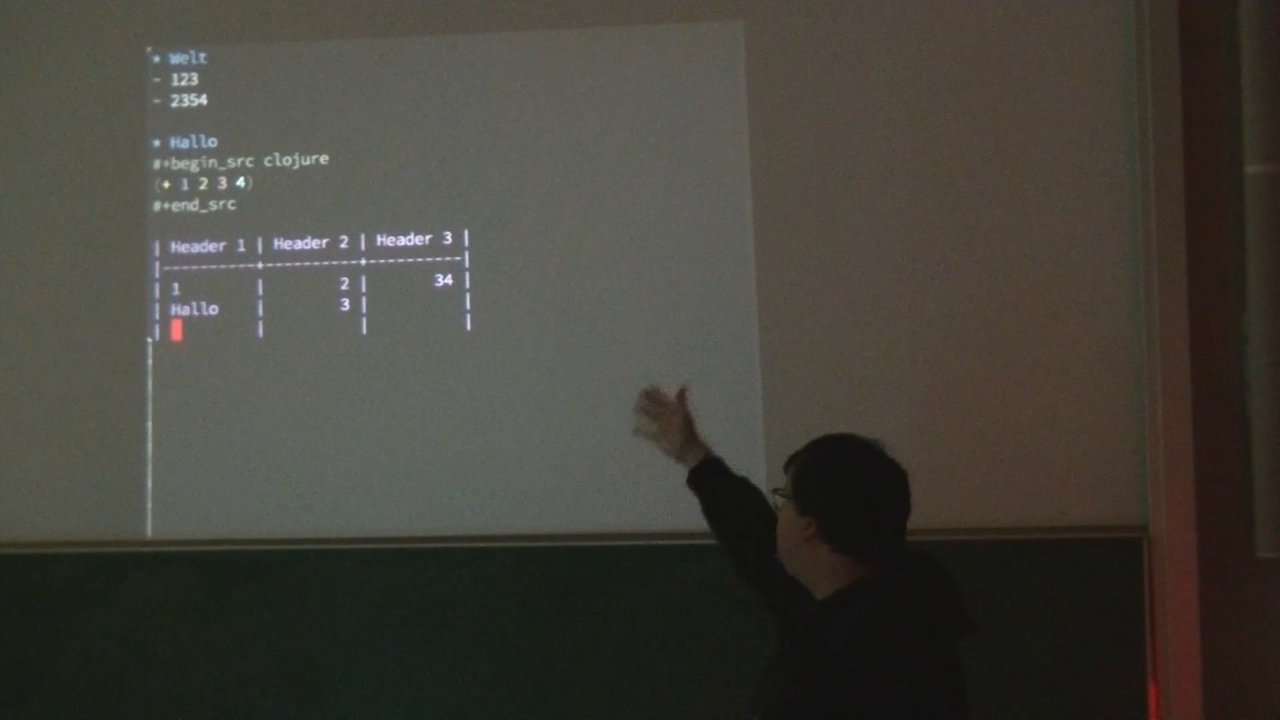 * Welt
- 123
- 2354
* Hallo
#+begin_src clojure
(+ 1 2 3 4)
#+end_src
| Header 1 | Header 2 | Header 3 |
|----------+----------+----------|
| 1 | 2 | 34 |
| Hallo | 3 | |
| | | |